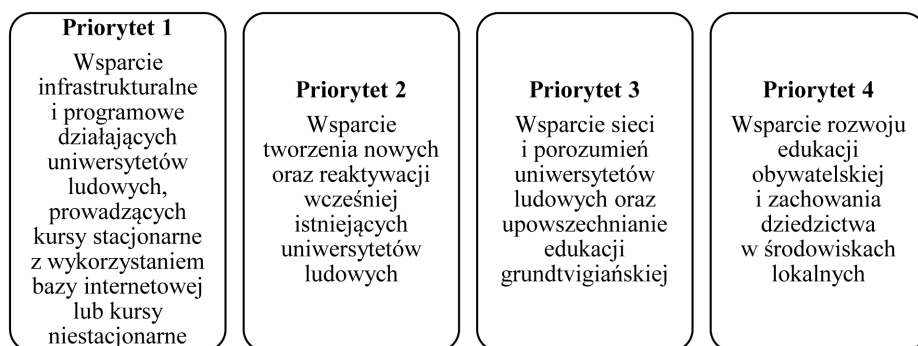 Priorytet 1
Wsparcie
infrastrukturalne
i programowe
działających
uniwersytetów
ludowych,
prowadzących
kursy stacjonarne
z wykorzystaniem
bazy internetowej
lub kursy
niestacjonarne
Priorytet 2
Wsparcie
tworzenia nowych
oraz reaktywacji
wcześniej
istniejących
uniwersytetów
ludowych
Priorytet 3
Wsparcie sieci
i porozumień
uniwersytetów
ludowych oraz
upowszechnianie
edukacji
grundtvigiańskiej
Priorytet 4
Wsparcie rozwoju
edukacji
obywatelskiej
i zachowania
dziedzictwa
w środowiskach
lokalnych